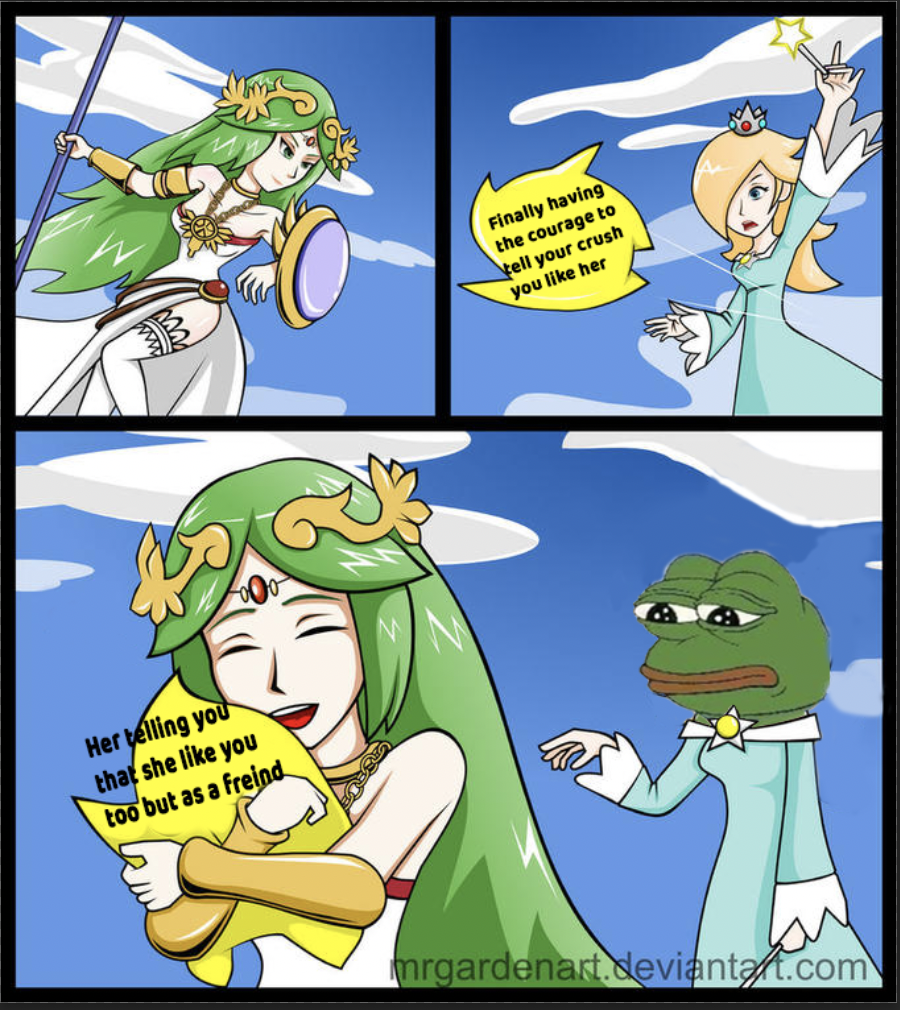 Finally having
the courage to
tell your crush
you like her
Her telling you
that she like you
too but as a freind
mrgardenart.deviantart.com